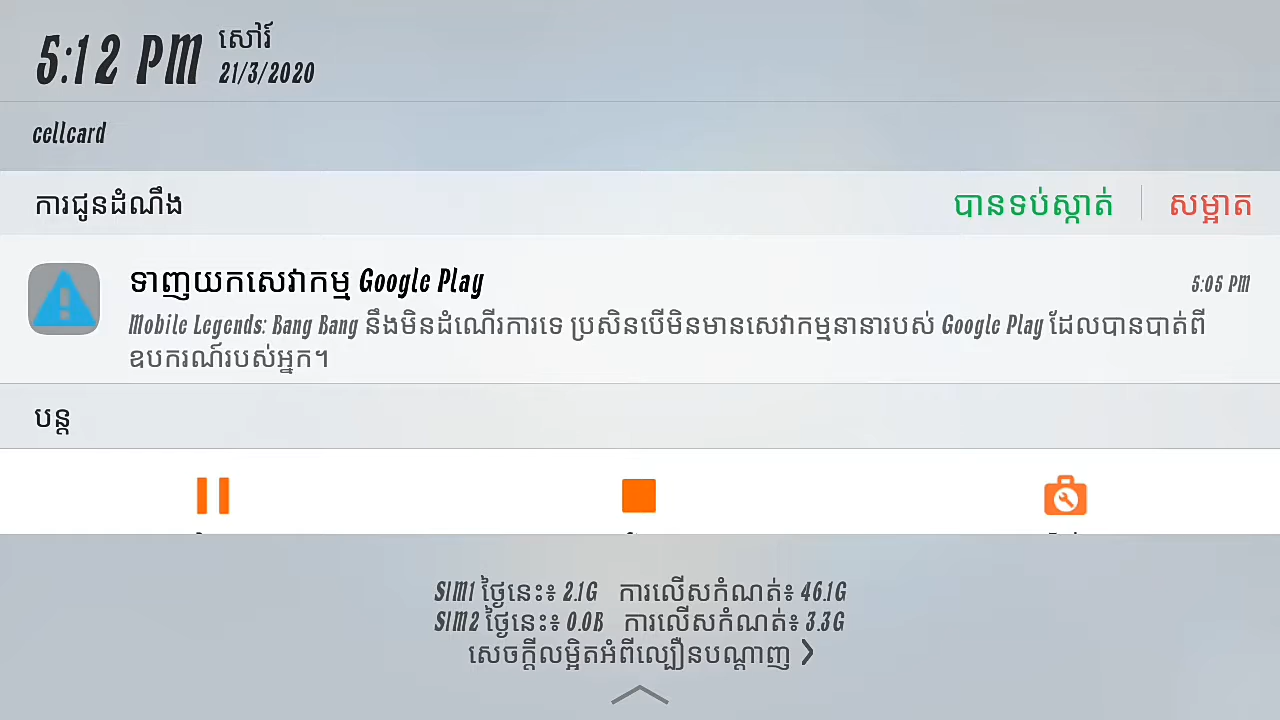 5:12 PM
សៅរ៍
21/3/2020
cellcard
ការជូនដំណឹង
បានទប់ស្កាត់
សម្អាត
ទាញយកសេវាកម្ម Google Play
5:05 PM
Mobile Legends: Bang Bang នឹងមិនដំណើរការទេ ប្រសិនបើមិនមានសេវាកម្មនានារបស់ Google Play ដែលបានបាត់ពី
ឧបករណ៍របស់អ្នក។
បន្ត
SIM1 ថ្ងៃនេះ៖ 2.1G ការលើសកំណត់៖ 46.1G
SIM2 ថ្ងៃនេះ៖ 0.0B ការលើសកំណត់៖ 3.3G
សេចក្តីលម្អិតអំពីល្បឿនបណ្តាញ